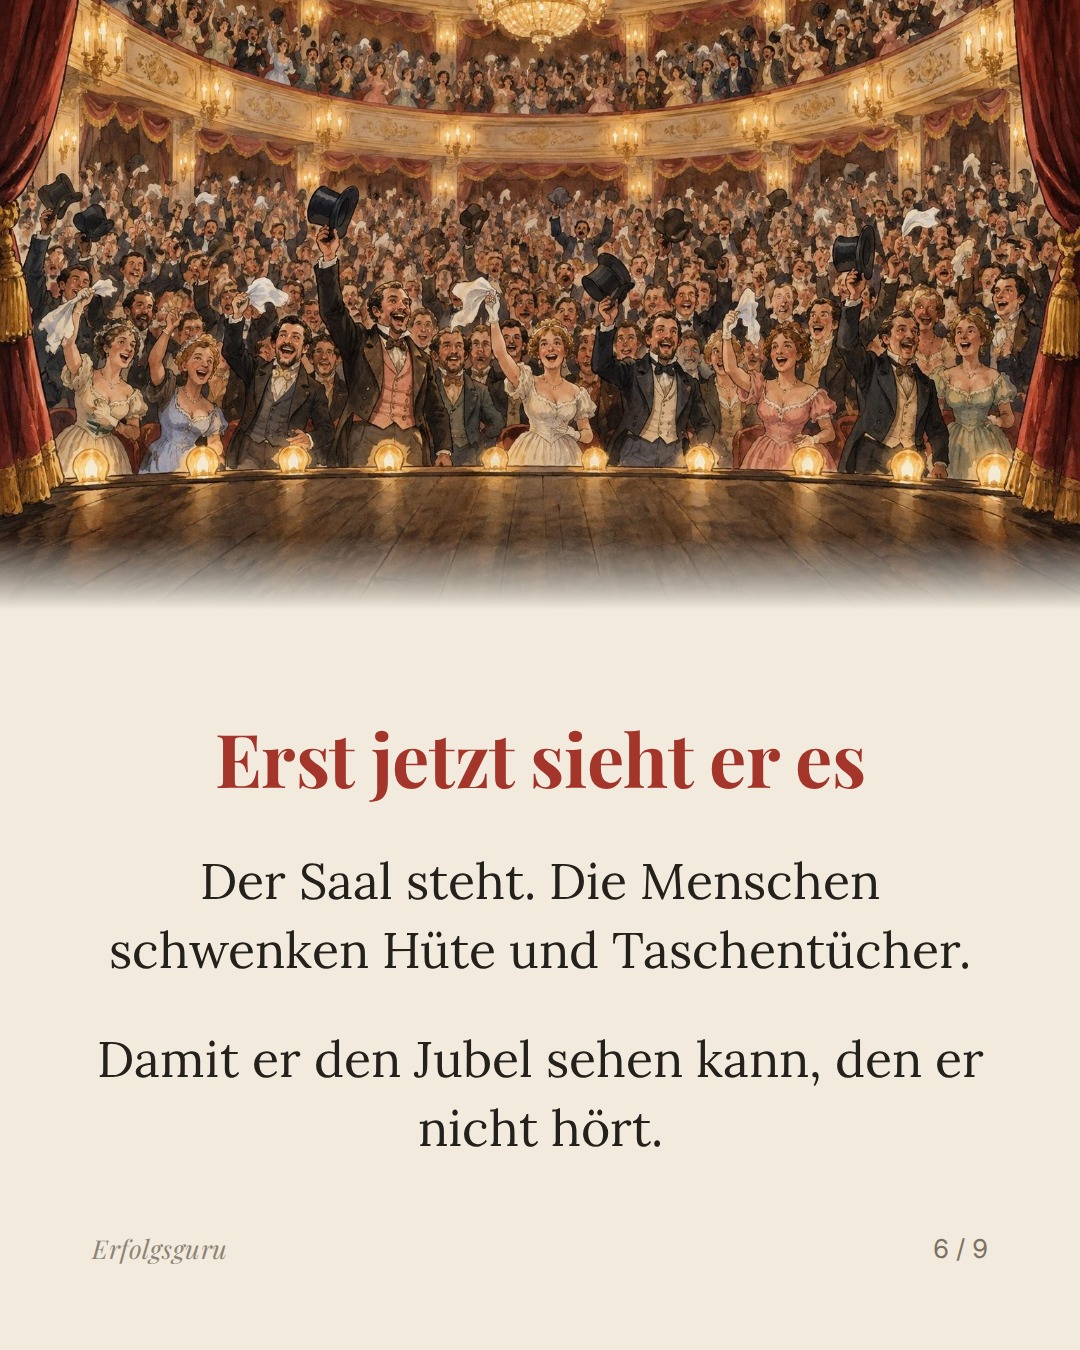 Erst jetzt sieht er es
Der Saal steht. Die Menschen
schwenken Hüte und Taschentücher.
Damit er den Jubel sehen kann, den er
nicht hört.
Erfolgsguru
6 / 9